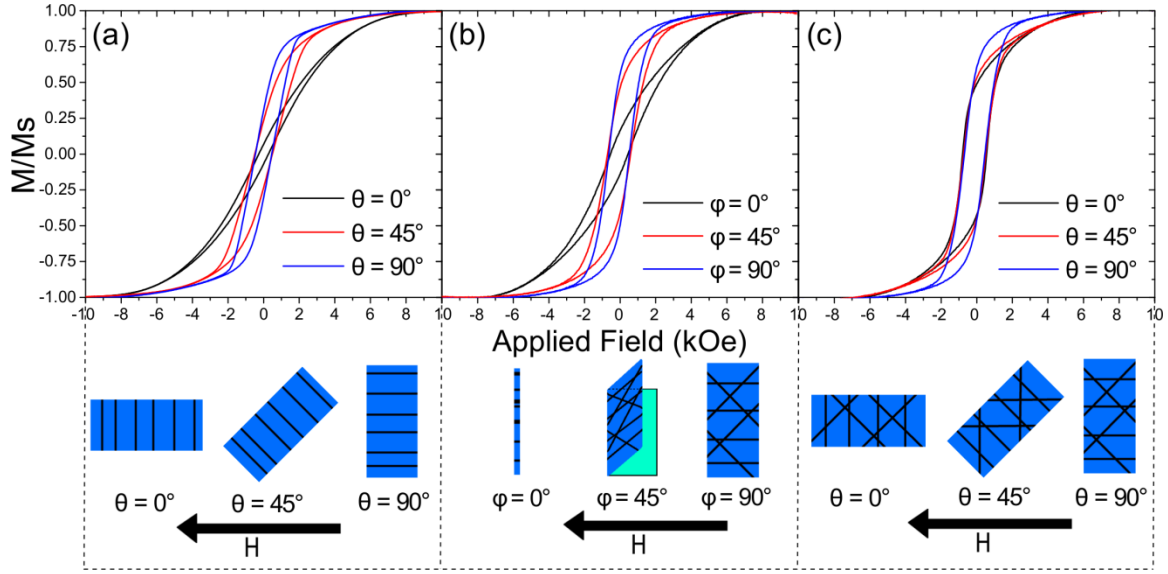 (a) (b) (c)
M/Ms
1.00
0.75
0.50
0.25
0.00
-0.25
-0.50
-0.75
-1.00
θ = 0°
θ = 45°
θ = 90°
φ = 0°
φ = 45°
φ = 90°
θ = 0°
θ = 45°
θ = 90°
-10 -8 -6 -4 -2 0 2 4 6 8 10 -8 -6 -4 -2 0 2 4 6 8 10 -8 -6 -4 -2 0 2 4 6 8 10
Applied Field (kOe)
θ = 0° θ = 45° θ = 90°
H
φ = 0° φ = 45° φ = 90°
H
θ = 0° θ = 45° θ = 90°
H